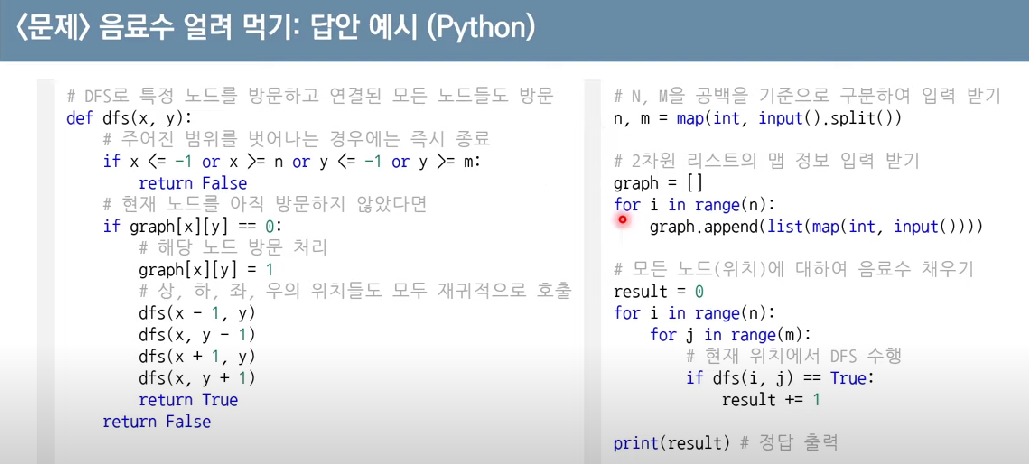 <문제> 음료수 얼려 먹기: 답안 예시 (Python)
# DFS로 특정 노드를 방문하고 연결된 모든 노드들도 방문
def dfs(x, y):
    # 주어진 범위를 벗어나는 경우에는 즉시 종료
    if x <= -1 or x >= n or y <= -1 or y >= m:
        return False
    # 현재 노드를 아직 방문하지 않았다면
    if graph[x][y] == 0:
        # 해당 노드 방문 처리
        graph[x][y] = 1
        # 상, 하, 좌, 우의 위치들도 모두 재귀적으로 호출
        dfs(x - 1, y)
        dfs(x, y - 1)
        dfs(x + 1, y)
        dfs(x, y + 1)
        return True
    return False
# N, M을 공백을 기준으로 구분하여 입력 받기
n, m = map(int, input().split())
# 2차원 리스트의 맵 정보 입력 받기
graph = []
for i in range(n):
    graph.append(list(map(int, input())))
# 모든 노드(위치)에 대하여 음료수 채우기
result = 0
for i in range(n):
    for j in range(m):
        # 현재 위치에서 DFS 수행
        if dfs(i, j) == True:
            result += 1
print(result) # 정답 출력